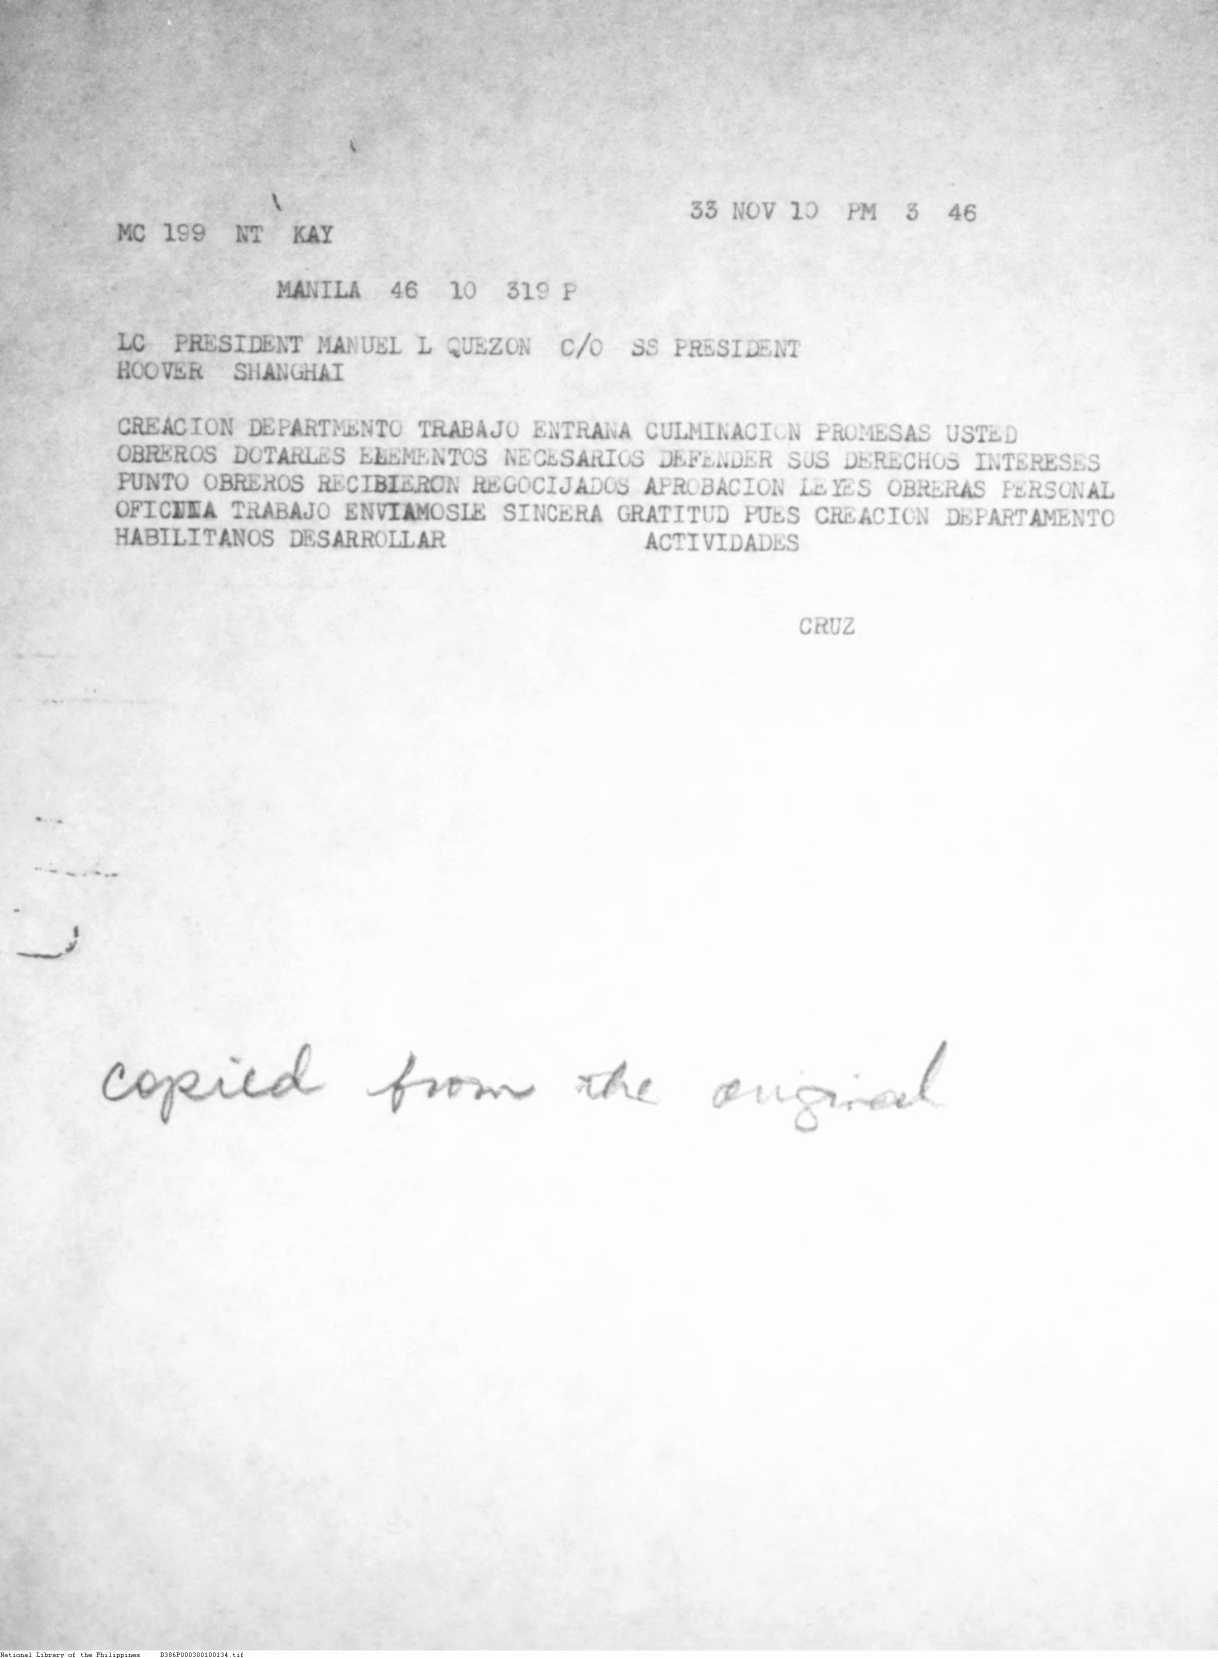 33 NOV 10 PM 3 46
MC 199 NT KAY
MANILA 46 10 319 P
LC PRESIDENT MANUEL L QUEZON C/O SS PRESIDENT
HOOVER SHANGHAI
CREACION DEPARTMENTO TRABAJO ENTRANA CULMINACION PROMESAS USTED
OBREROS DOTARLES ELEMENTOS NECESARIOS DEFENDER SUS DERECHOS INTERESES
PUNTO OBREROS RECIBIERON REGOCIJADOS APROBACION LEYES OBRERAS PERSONAL
OFICINA TRABAJO ENVIAMOSLE SINCERA GRATITUD PUES CREACION DEPARTAMENTO
HABILITANOS DESARROLLAR ACTIVIDADES
CRUZ
copied from the original
National Library of the Philippines B386P000300100134.tif